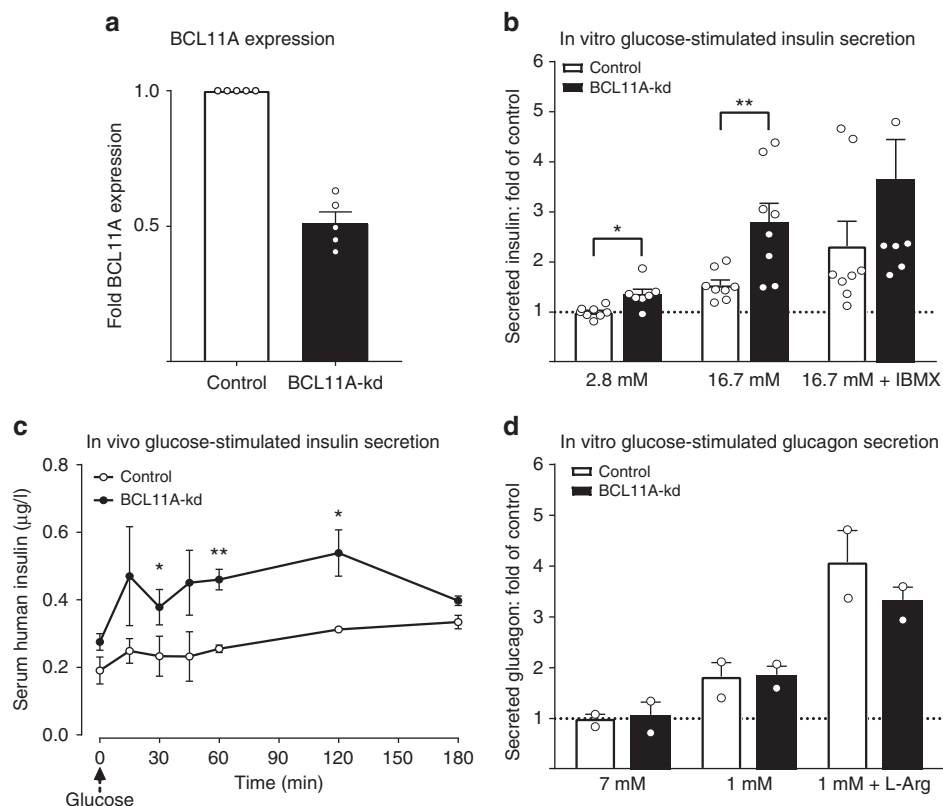 a
BCL11A expression
Fold BCL11A expression
1.0
0.5
Control
BCL11A-kd
b
In vitro glucose-stimulated insulin secretion
Control
BCL11A-kd
Secreted insulin: fold of control
6
5
4
3
2
1
0
*
**
2.8 mM
16.7 mM
16.7 mM + IBMX
c
In vivo glucose-stimulated insulin secretion
Control
BCL11A-kd
Serum human insulin (μg/l)
0.8
0.6
0.4
0.2
0.0
*
**
*
0
30
60
90
120
150
180
Time (min)
Glucose
d
In vitro glucose-stimulated glucagon secretion
Control
BCL11A-kd
Secreted glucagon: fold of control
6
5
4
3
2
1
0
7 mM
1 mM
1 mM + L-Arg